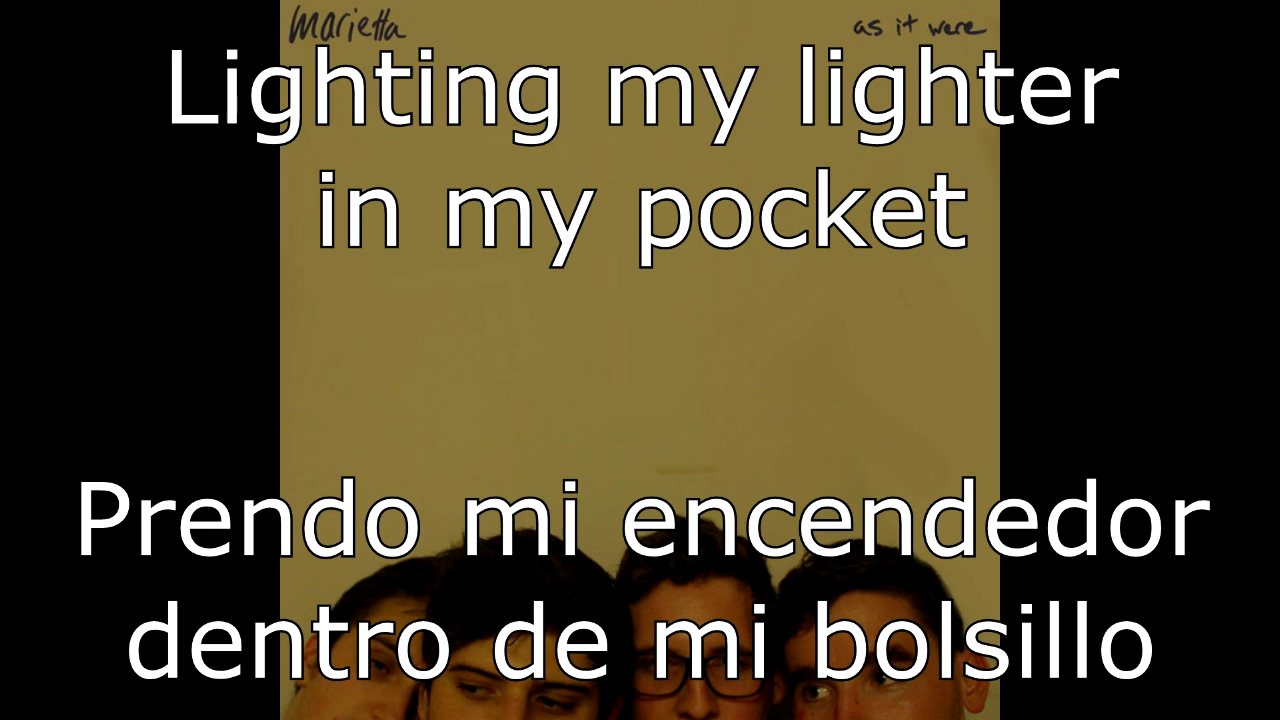 marietta as it were
Lighting my lighter
in my pocket
Prendo mi encendedor
dentro de mi bolsillo